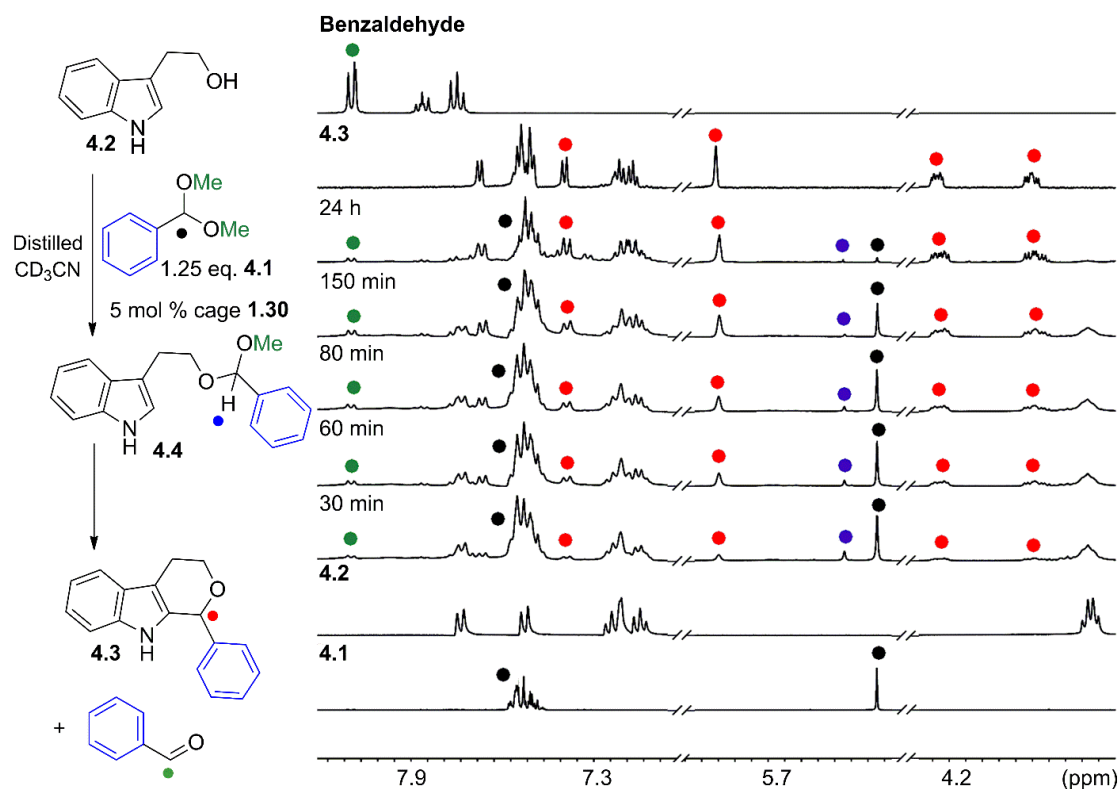 OH
N
H
4.2
OMe
OMe
Distilled
CD3CN
1.25 eq. 4.1
5 mol % cage 1.30
OMe
O
H
N
H
4.4
O
N
H
4.3
+
O
Benzaldehyde
4.3
24 h
150 min
80 min
60 min
30 min
4.2
4.1
7.9 7.3 5.7 4.2 (ppm)